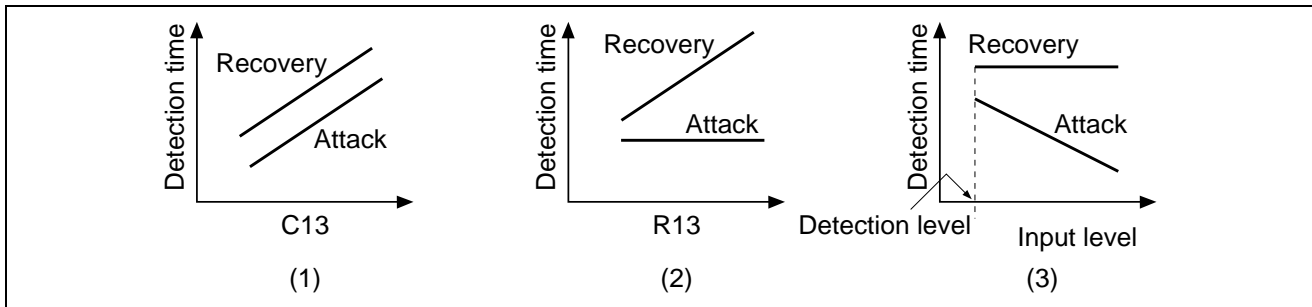 Detection time
Recovery
Attack
C13
(1)
Detection time
Recovery
Attack
R13
(2)
Detection time
Recovery
Attack
Detection level
Input level
(3)